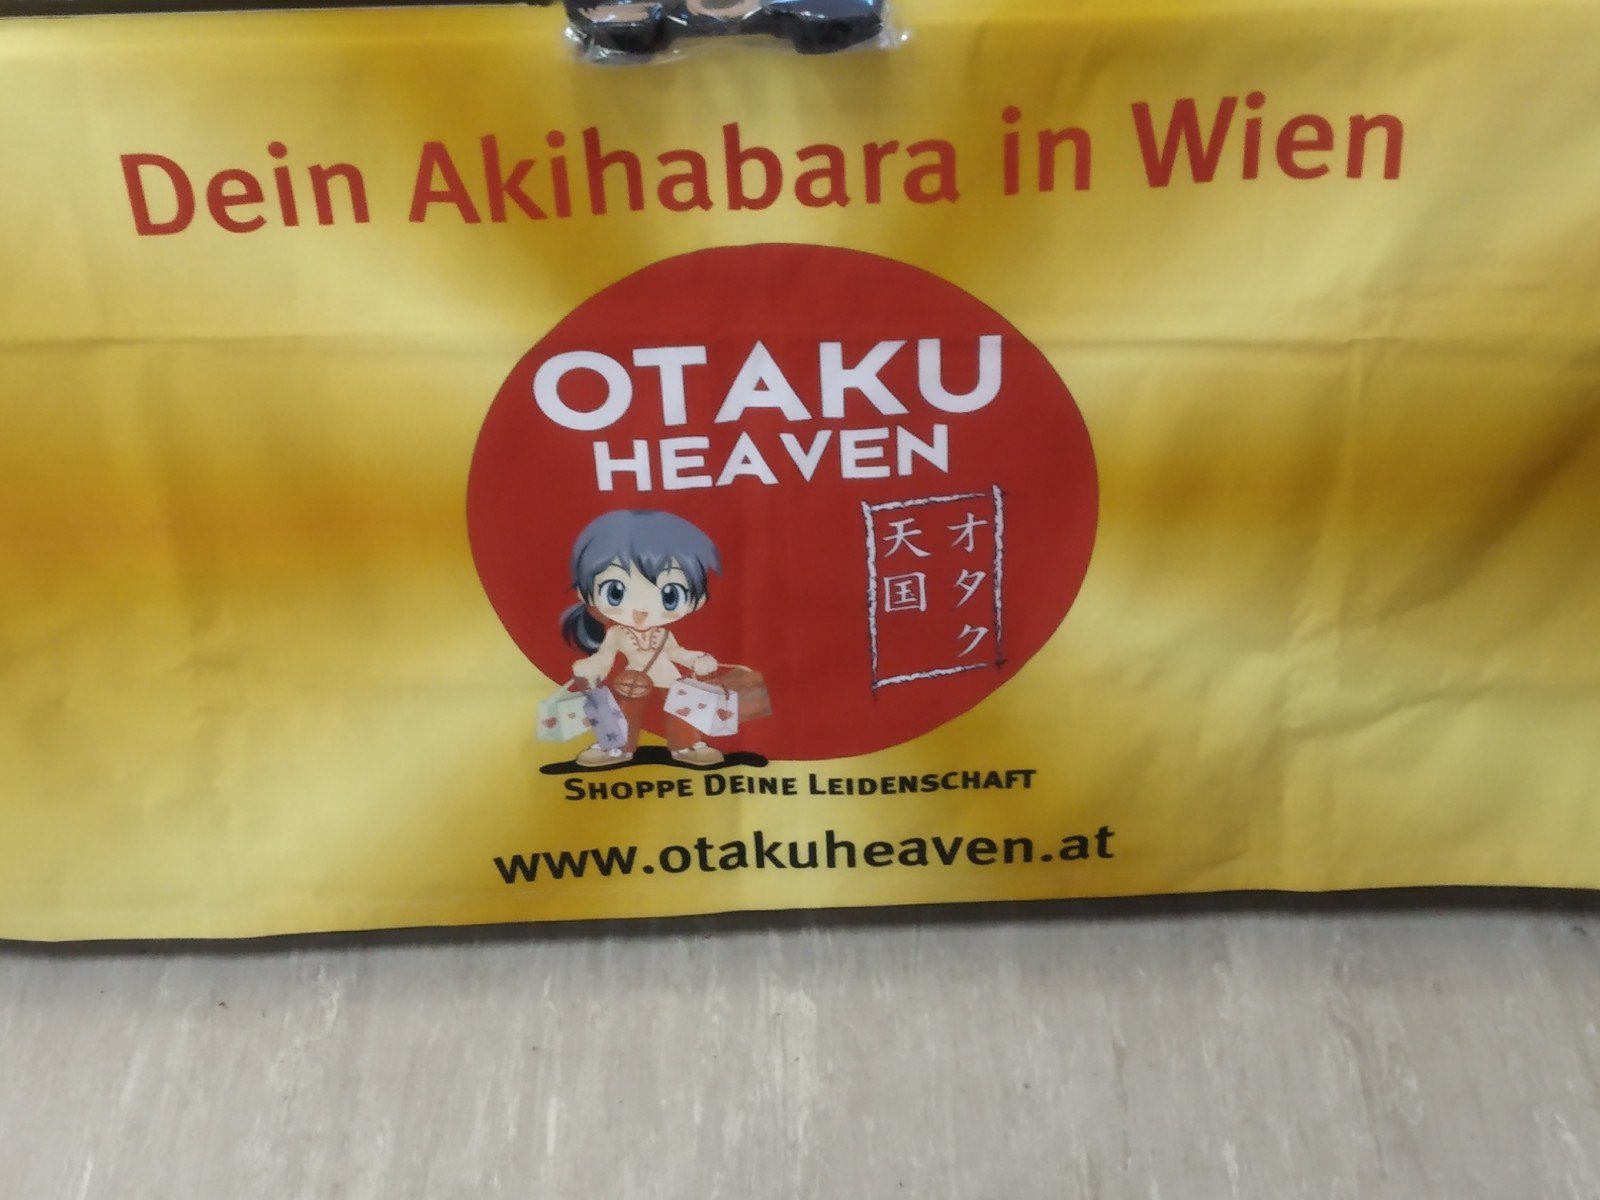 Dein Akihabara in Wien
OTAKU
HEAVEN
オタク
天国
SHOPPE DEINE LEIDENSCHAFT
www.otakuheaven.at